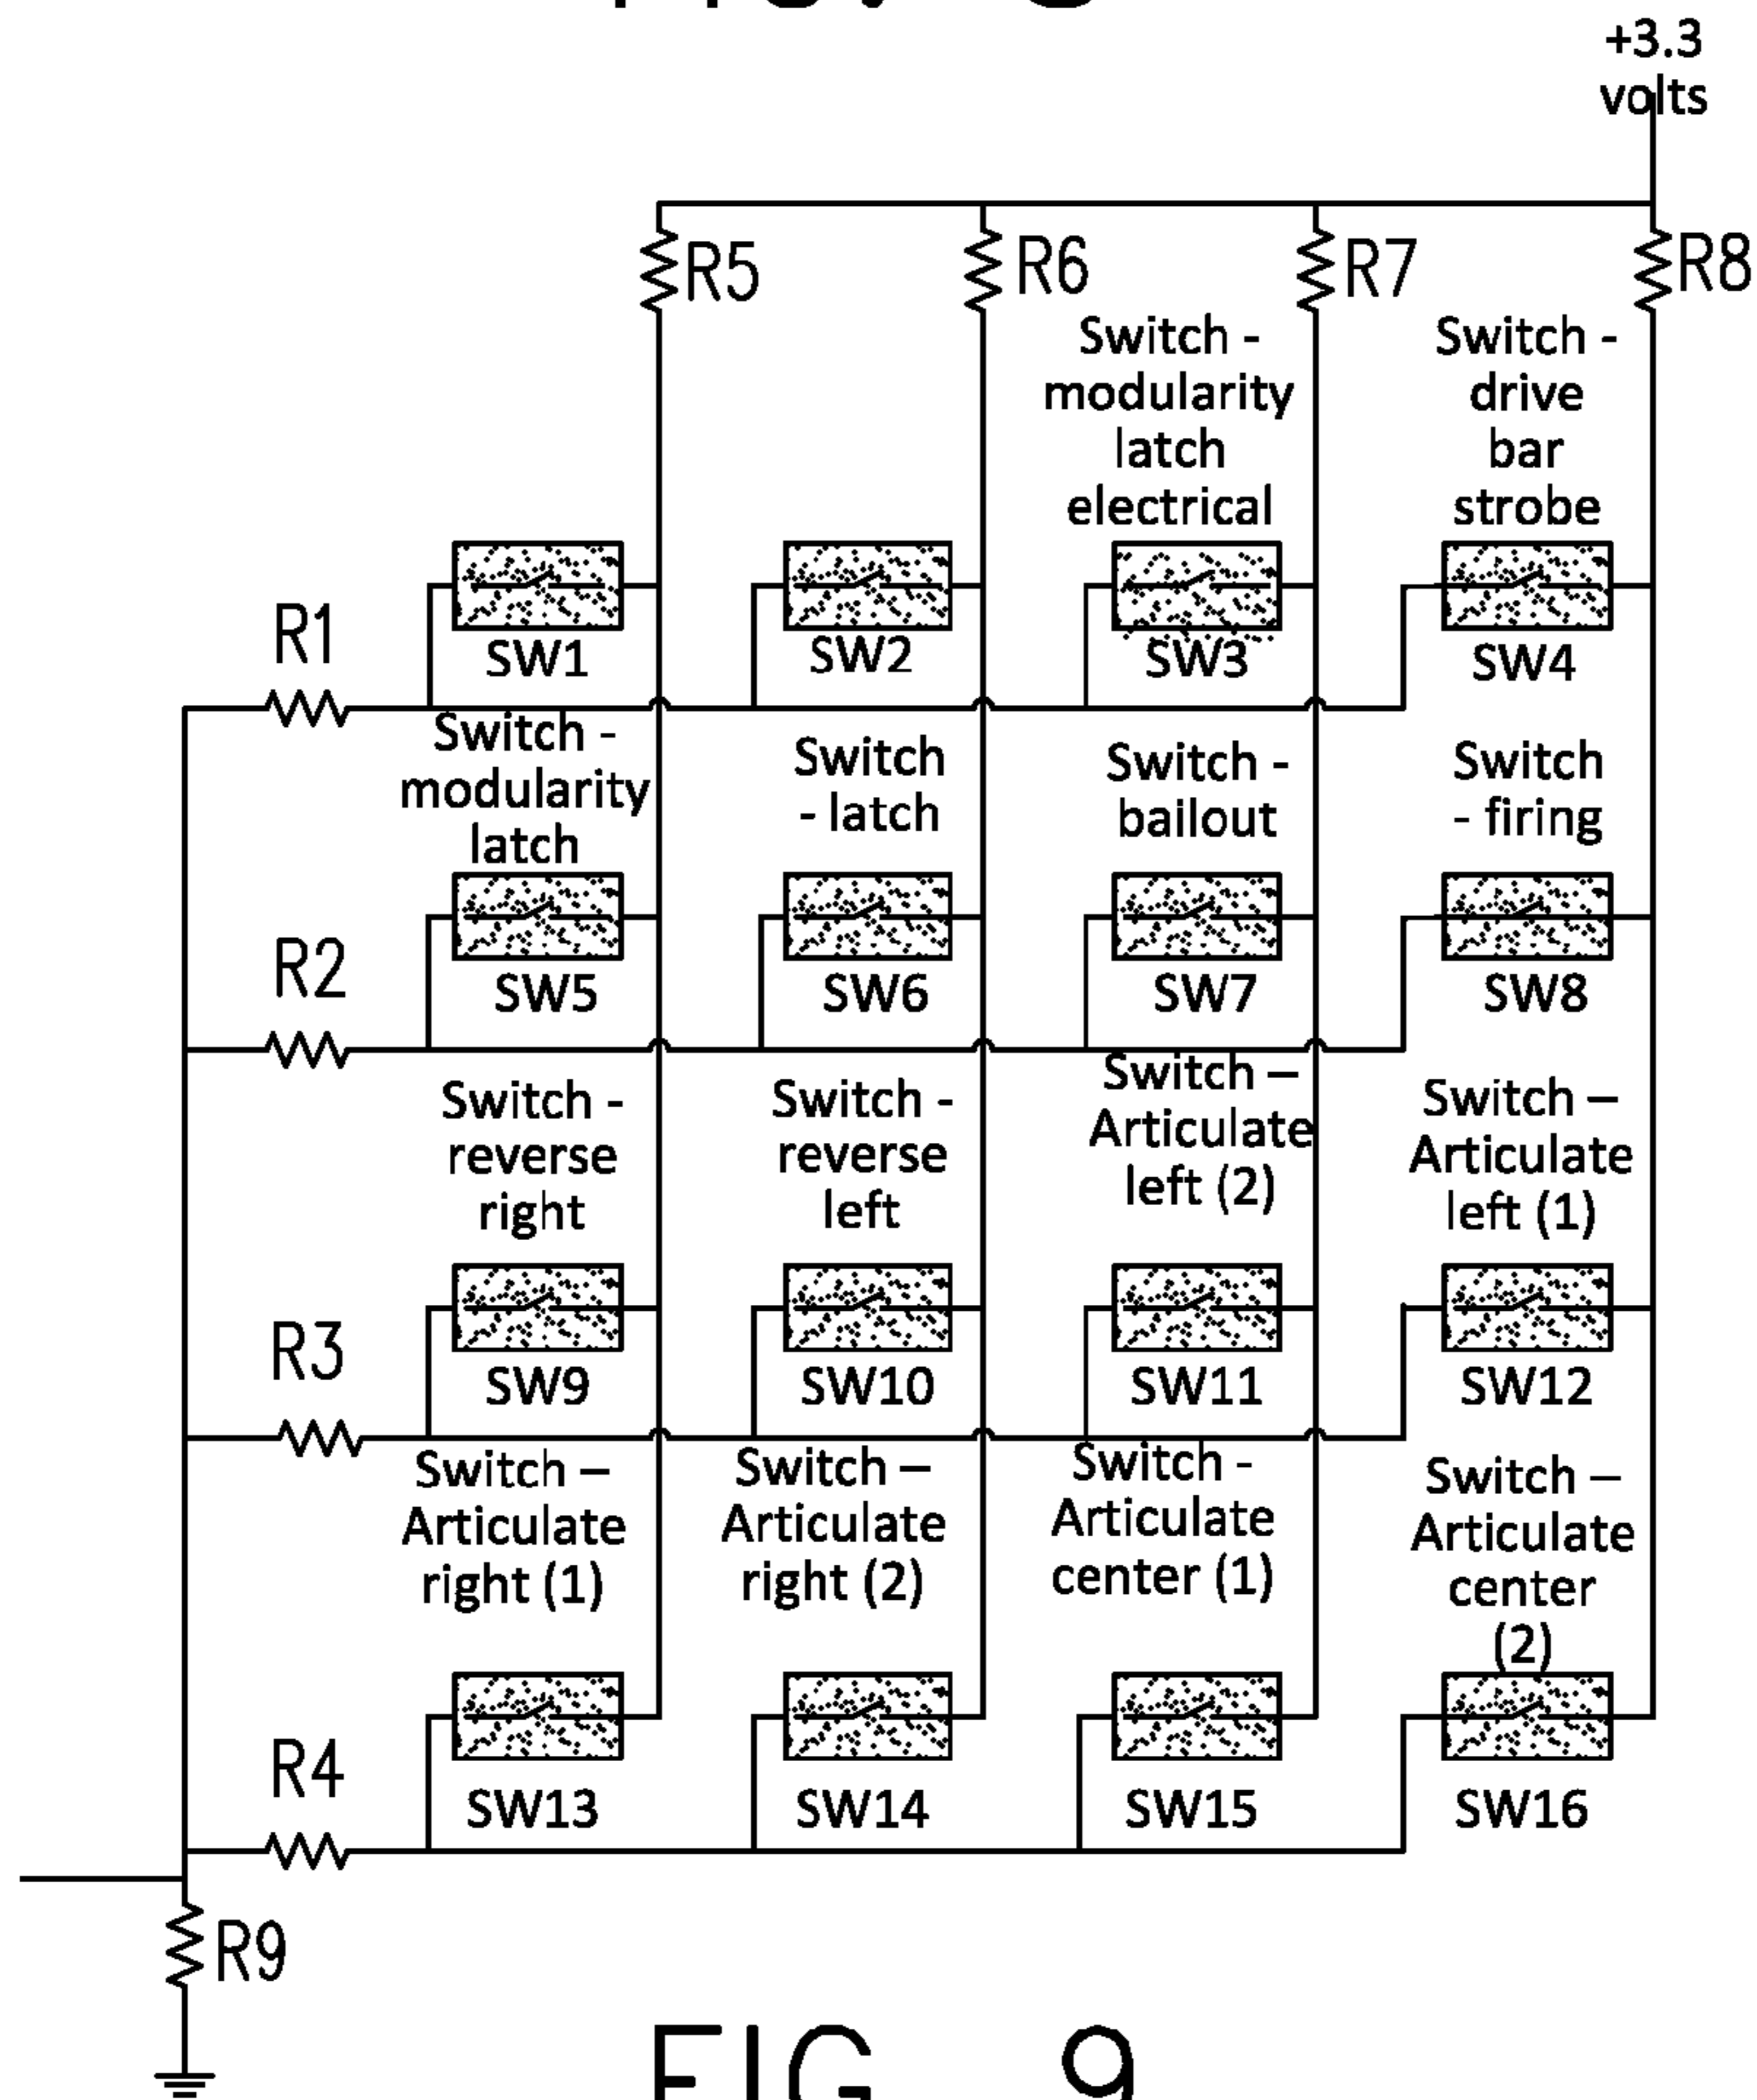 +3.3
volts
R5
R6
R7
R8
Switch -
modularity
latch
electrical
Switch -
drive
bar
strobe
R1
SW1
SW2
SW3
SW4
Switch -
modularity
latch
Switch
- latch
Switch -
bailout
Switch
- firing
R2
SW5
SW6
SW7
SW8
Switch -
reverse
right
Switch -
reverse
left
Switch –
Articulate
left (2)
Switch –
Articulate
left (1)
R3
SW9
SW10
SW11
SW12
Switch –
Articulate
right (1)
Switch –
Articulate
right (2)
Switch -
Articulate
center (1)
Switch –
Articulate
center
(2)
R4
SW13
SW14
SW15
SW16
R9
FIG. 9